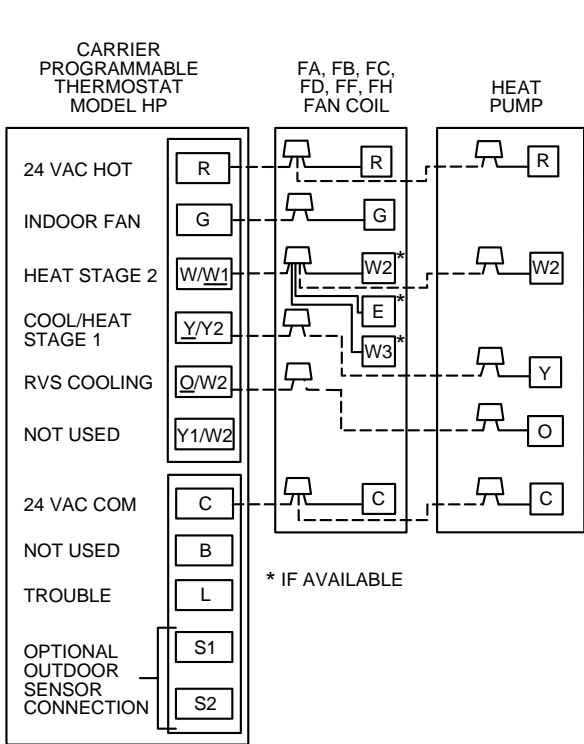 CARRIER
PROGRAMMABLE
THERMOSTAT
MODEL HP
FA, FB, FC,
FD, FF, FH
FAN COIL
HEAT
PUMP
24 VAC HOT
R
R
R
INDOOR FAN
G
G
HEAT STAGE 2
W/W1
W2*
W2
E*
W3*
COOL/HEAT
STAGE 1
Y/Y2
Y
RVS COOLING
O/W2
O
NOT USED
Y1/W2
24 VAC COM
C
C
C
NOT USED
B
* IF AVAILABLE
TROUBLE
L
OPTIONAL
OUTDOOR
SENSOR
CONNECTION
S1
S2